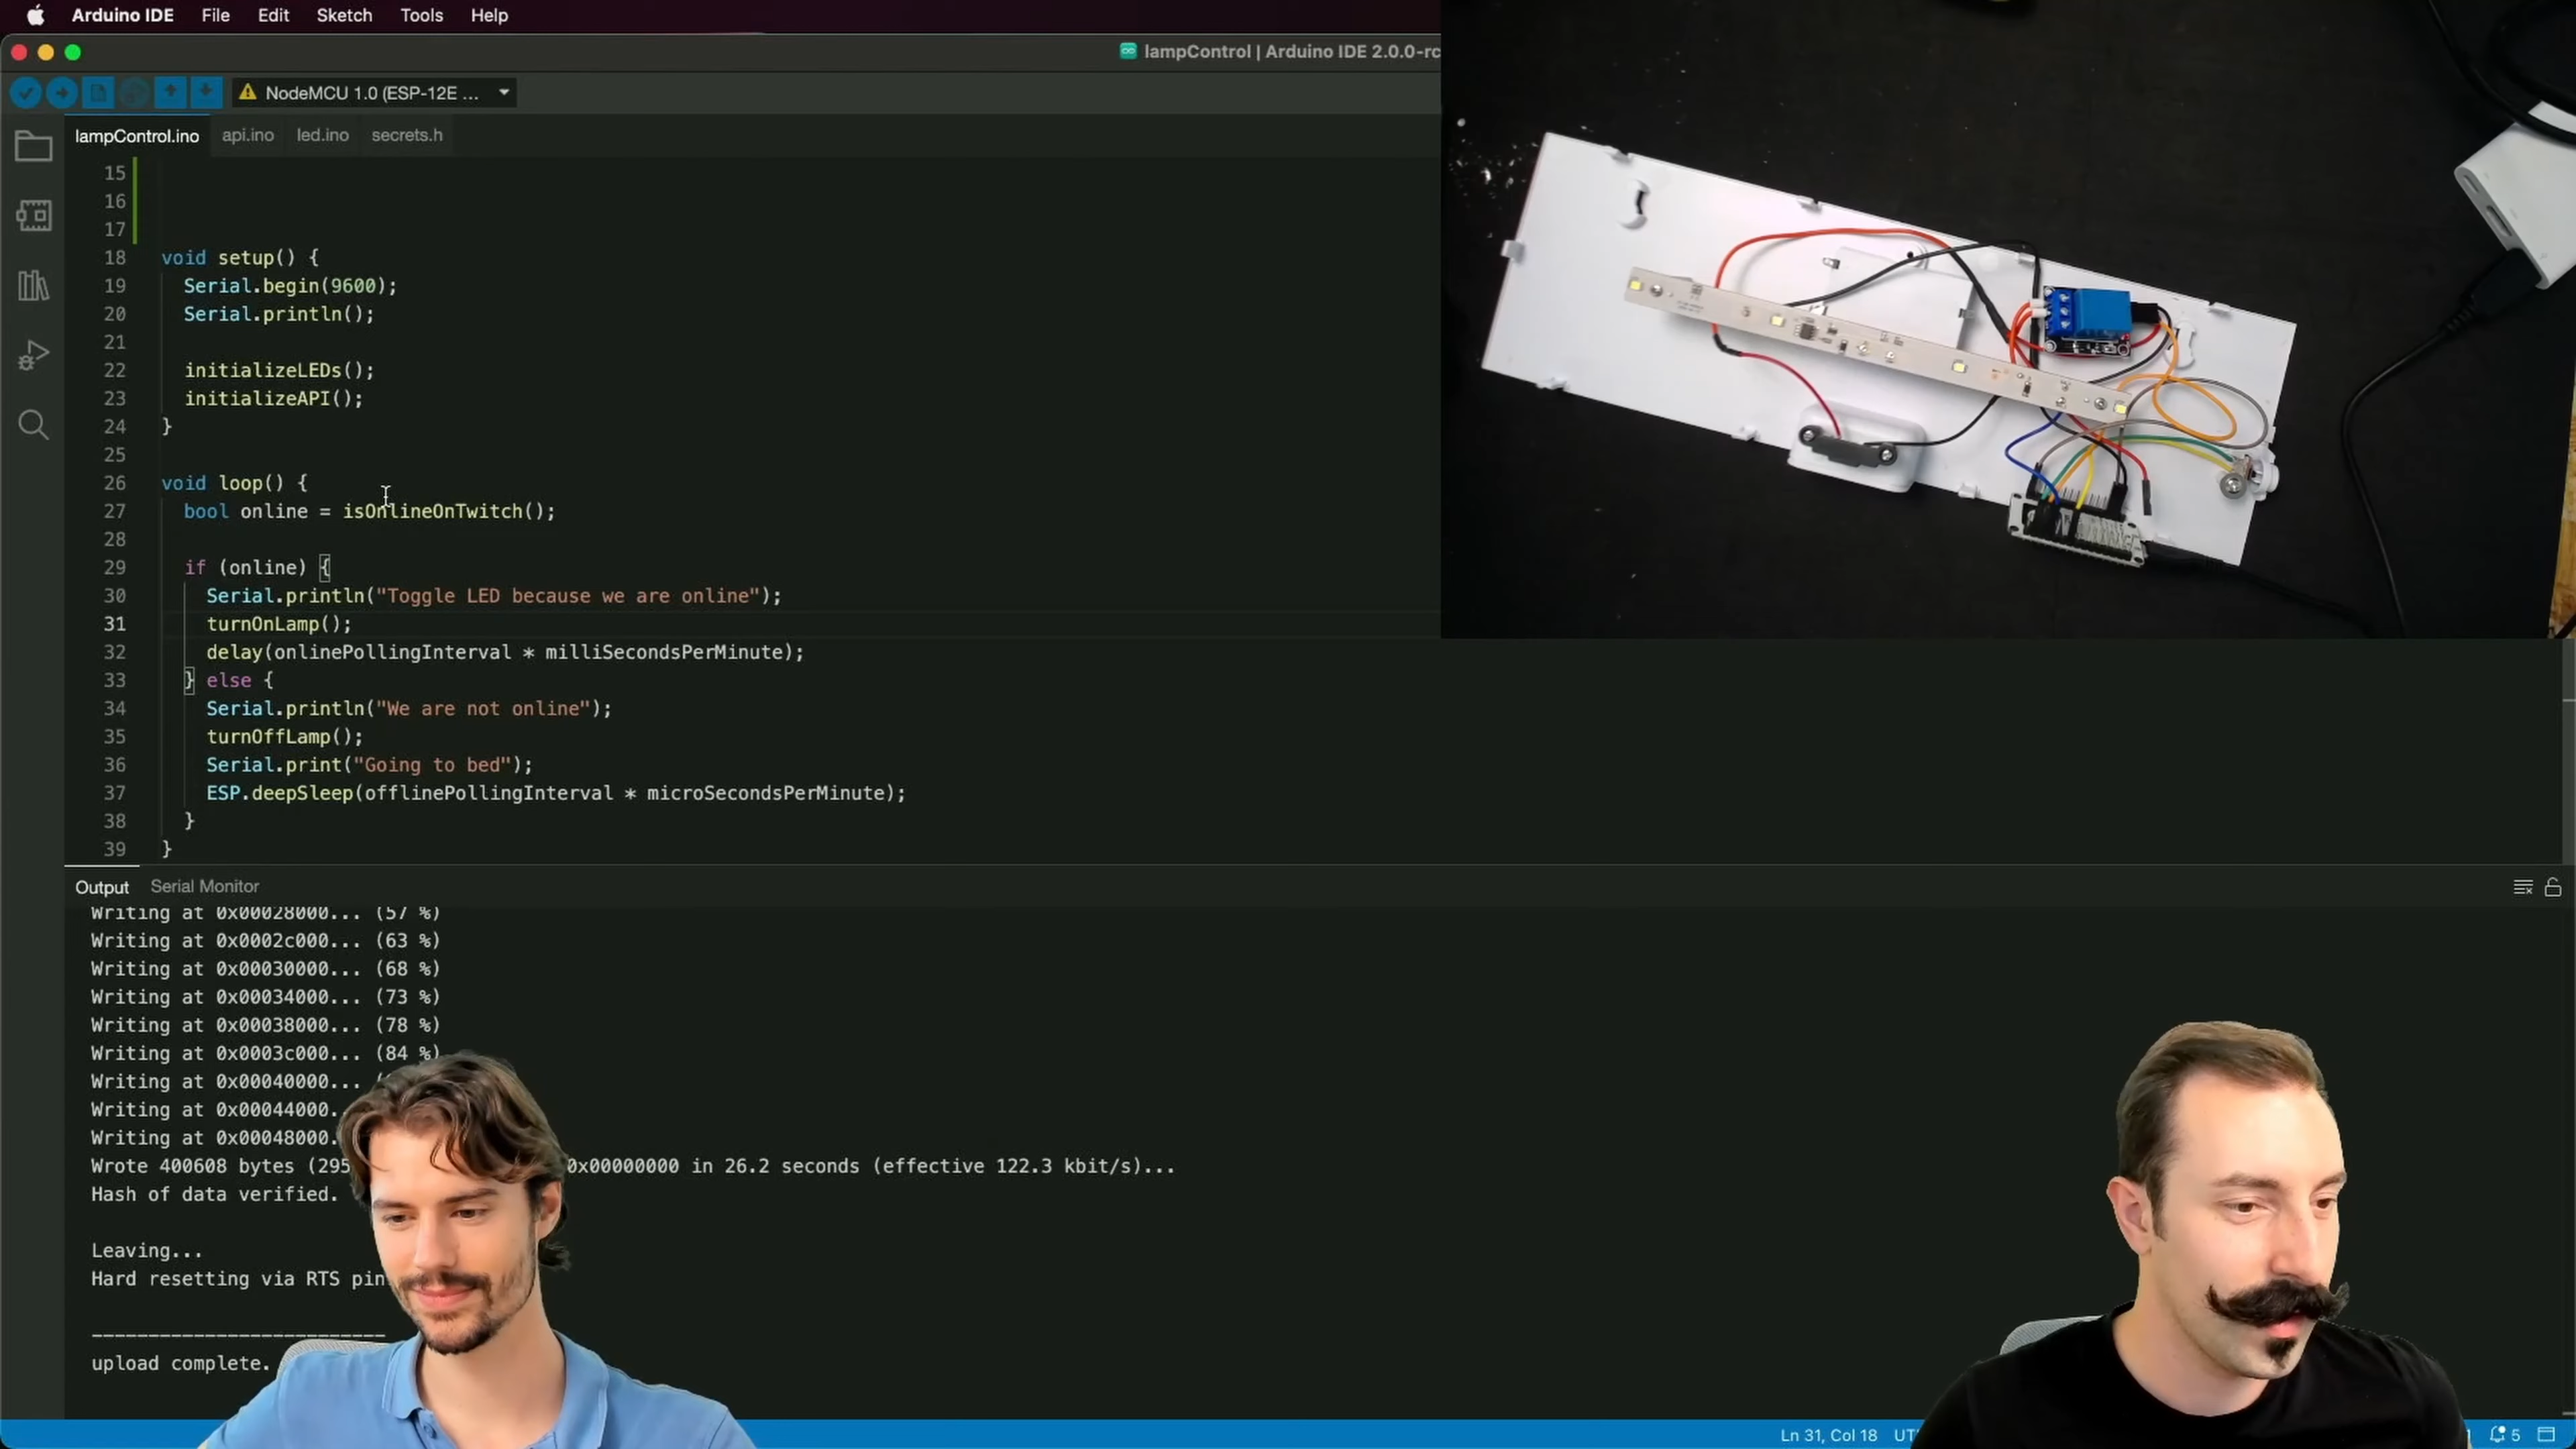 Arduino IDE File Edit Sketch Tools Help
lampControl | Arduino IDE 2.0.0-rc
NodeMCU 1.0 (ESP-12E ...
lampControl.ino api.ino led.ino secrets.h
15
16
17
18 void setup() {
19 Serial.begin(9600);
20 Serial.println();
21
22 initializeLEDs();
23 initializeAPI();
24 }
25
26 void loop() {
27 bool online = isOnlineOnTwitch();
28
29 if (online) {
30 Serial.println("Toggle LED because we are online");
31 turnOnLamp();
32 delay(onlinePollingInterval * milliSecondsPerMinute);
33 } else {
34 Serial.println("We are not online");
35 turnOffLamp();
36 Serial.print("Going to bed");
37 ESP.deepSleep(offlinePollingInterval * microSecondsPerMinute);
38 }
39 }
Output Serial Monitor
Writing at 0x00028000... (57 %)
Writing at 0x0002c000... (63 %)
Writing at 0x00030000... (68 %)
Writing at 0x00034000... (73 %)
Writing at 0x00038000... (78 %)
Writing at 0x0003c000... (84 %)
Writing at 0x00040000...
Writing at 0x00044000.
Writing at 0x00048000.
Wrote 400608 bytes (295 0x00000000 in 26.2 seconds (effective 122.3 kbit/s)...
Hash of data verified.
Leaving...
Hard resetting via RTS pin
--------------------------
upload complete.
Ln 31, Col 18 UT 5